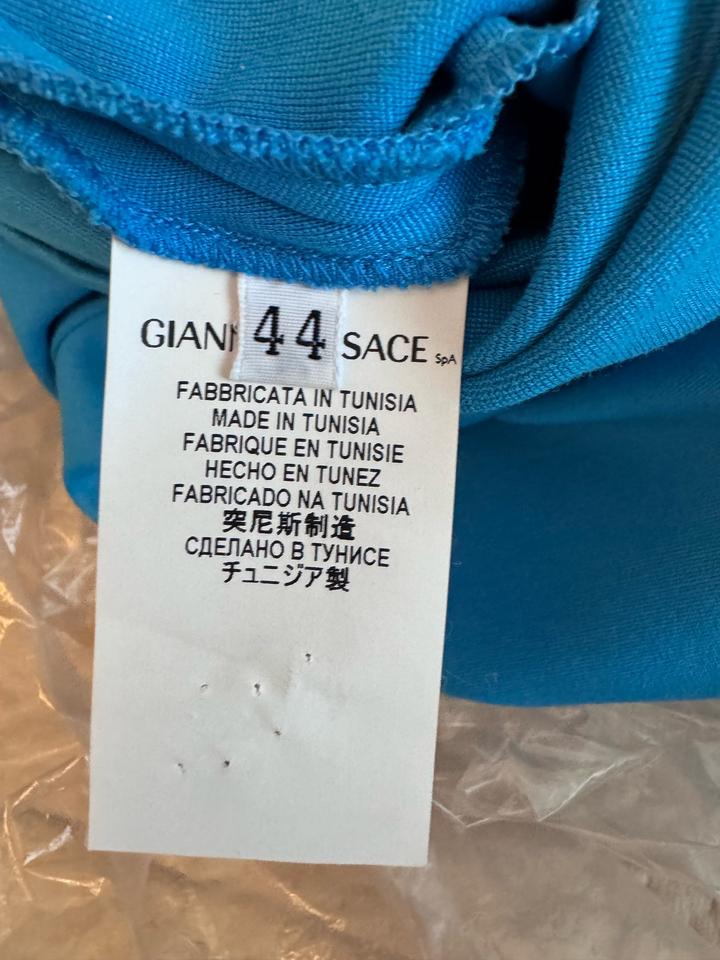 GIANN 44 SACE SpA
FABBRICATA IN TUNISIA
MADE IN TUNISIA
FABRIQUE EN TUNISIE
HECHO EN TUNEZ
FABRICADO NA TUNISIA
突尼斯制造
СДЕЛАНО В ТУНИСЕ
チュニジア製